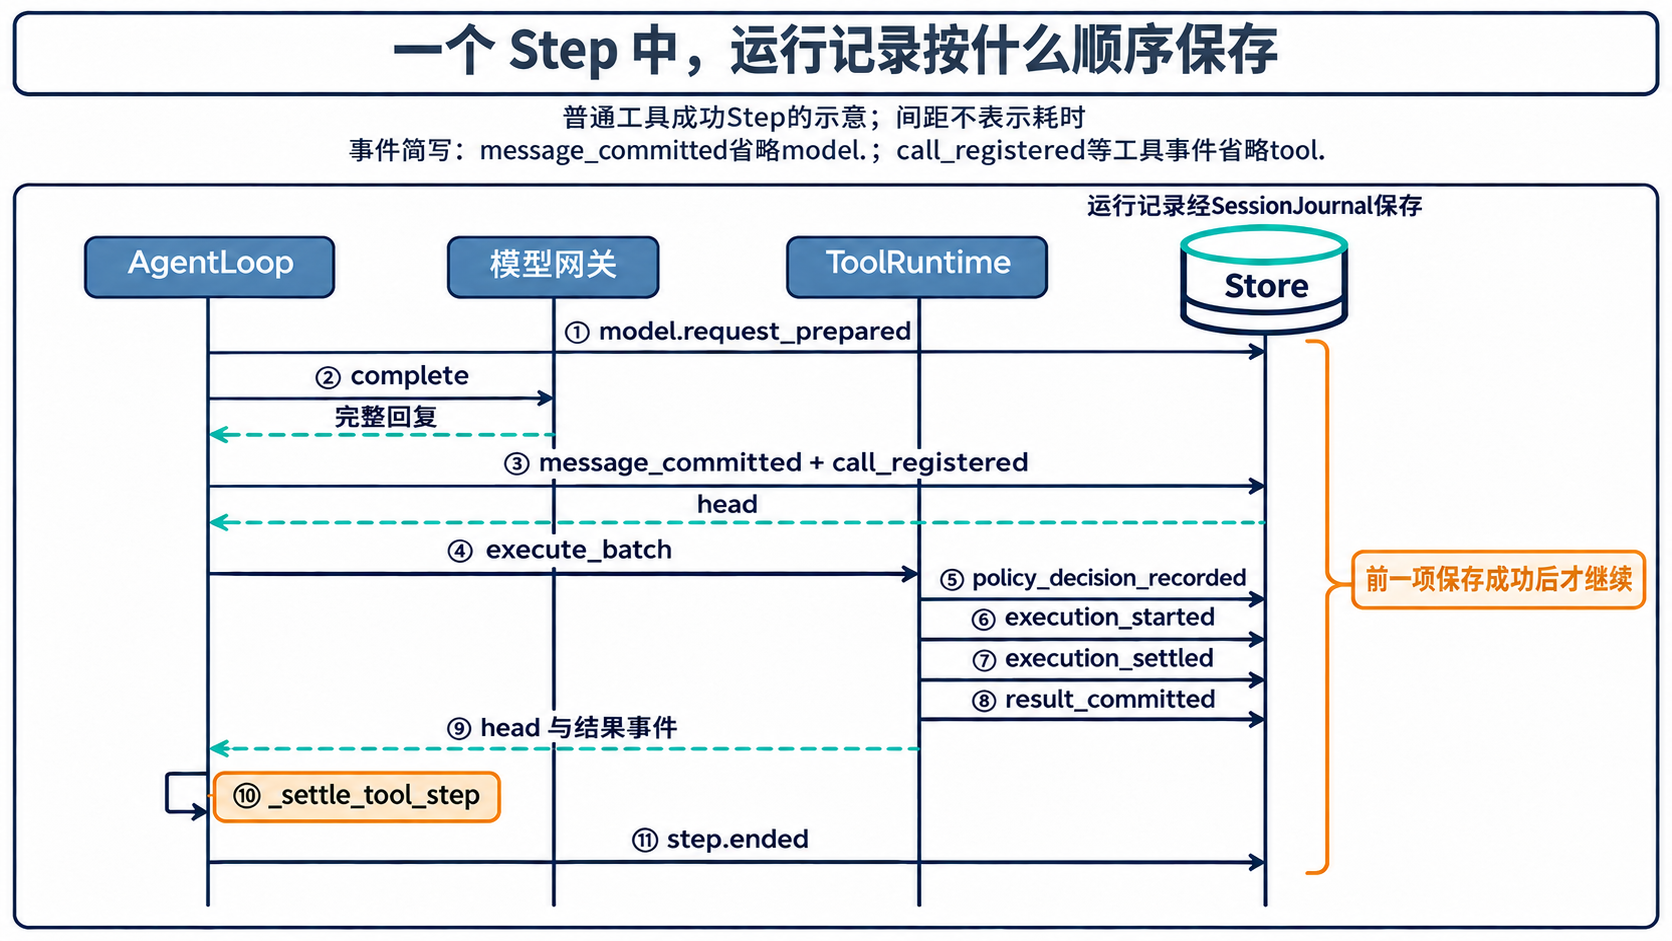 一个 Step 中，运行记录按什么顺序保存
普通工具成功Step的示意；间距不表示耗时
事件简写：message_committed省略model.；call_registered等工具事件省略tool.
运行记录经SessionJournal保存
AgentLoop
模型网关
ToolRuntime
Store
① model.request_prepared
② complete
完整回复
③ message_committed + call_registered
head
④ execute_batch
⑤ policy_decision_recorded
⑥ execution_started
⑦ execution_settled
⑧ result_committed
前一项保存成功后才继续
⑨ head 与结果事件
⑩ _settle_tool_step
⑪ step.ended